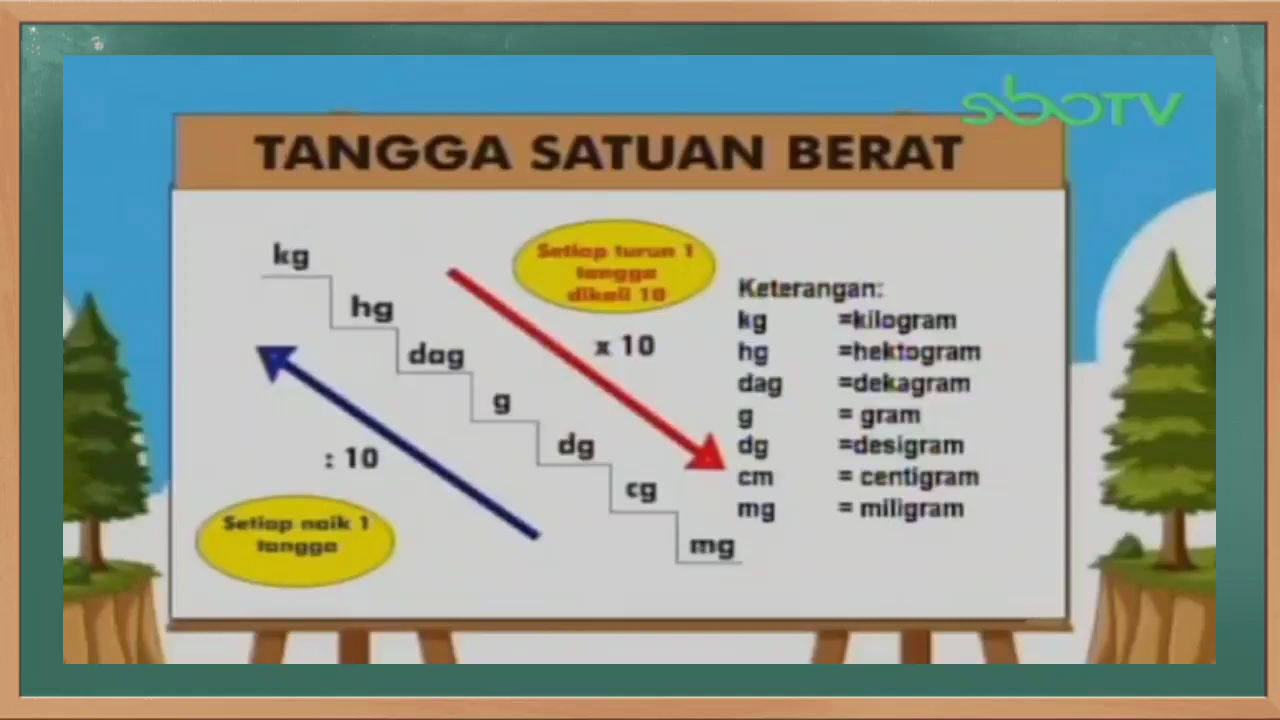 sboTV
TANGGA SATUAN BERAT
kg
hg
dag
g
dg
cg
mg
Setiap turun 1
tangga
dikali 10
x 10
: 10
Setiap naik 1
tangga
Keterangan:
kg =kilogram
hg =hektogram
dag =dekagram
g = gram
dg =desigram
cm = centigram
mg = miligram